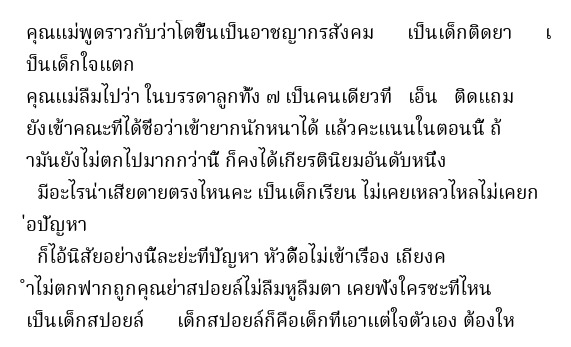 คุณแม่พูดราวกับว่าโตขึ้นเป็นอาชญากรสังคม เป็นเด็กติดยา เ
ป็นเด็กใจแตก
คุณแม่ลืมไปว่า ในบรรดาลูกทั้ง ๗ เป็นคนเดียวที่ เอ็น ติดแถม
ยังเข้าคณะที่ได้ชื่อว่าเข้ายากนักหนาได้ แล้วคะแนนในตอนนี้ ถ้
ามันยังไม่ตกไปมากกว่านี้ ก็คงได้เกียรตินิยมอันดับหนึ่ง
มีอะไรน่าเสียดายตรงไหนคะ เป็นเด็กเรียน ไม่เคยเหลวไหลไม่เคยก
่อปัญหา
ก็ไอ้นิสัยอย่างนี้ละย่ะที่ปัญหา หัวดื้อไม่เข้าเรื่อง เถียงค
ำไม่ตกฟากถูกคุณย่าสปอยล์ไม่ลืมหูลืมตา เคยฟังใครซะที่ไหน
เป็นเด็กสปอยล์ เด็กสปอยล์ก็คือเด็กที่เอาแต่ใจตัวเอง ต้องให